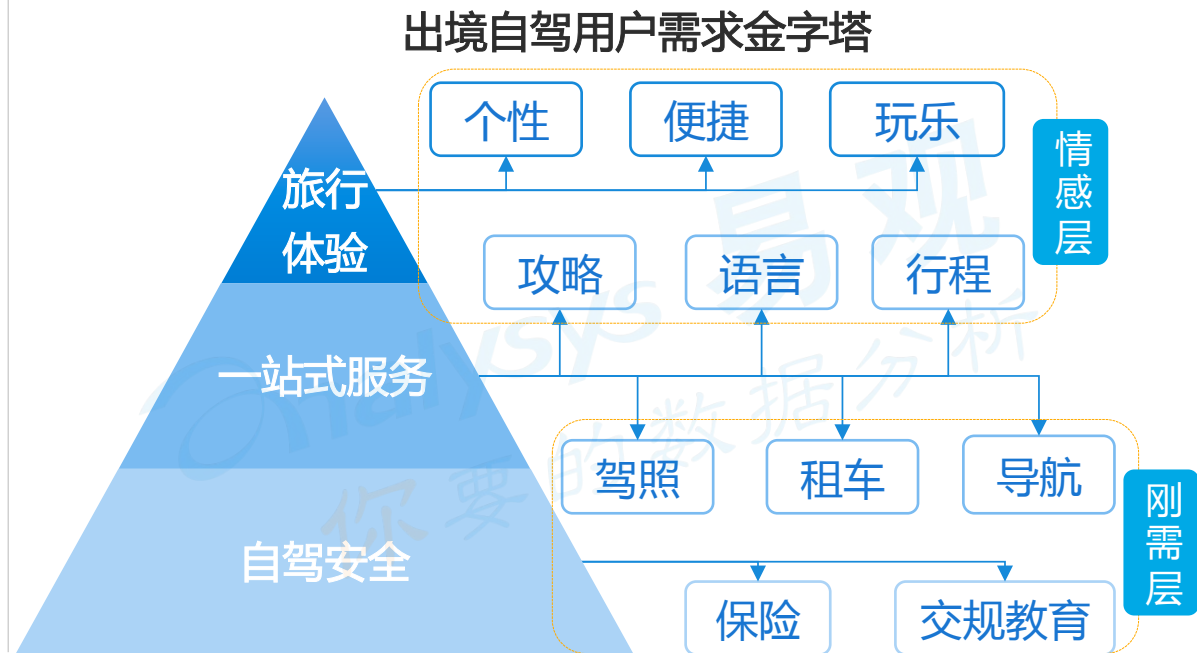 出境自驾用户需求金字塔
个性
便捷
玩乐
情感层
旅行
体验
攻略
语言
行程
一站式服务
驾照
租车
导航
刚需层
自驾安全
保险
交规教育
analysys 易观
你要的数据分析